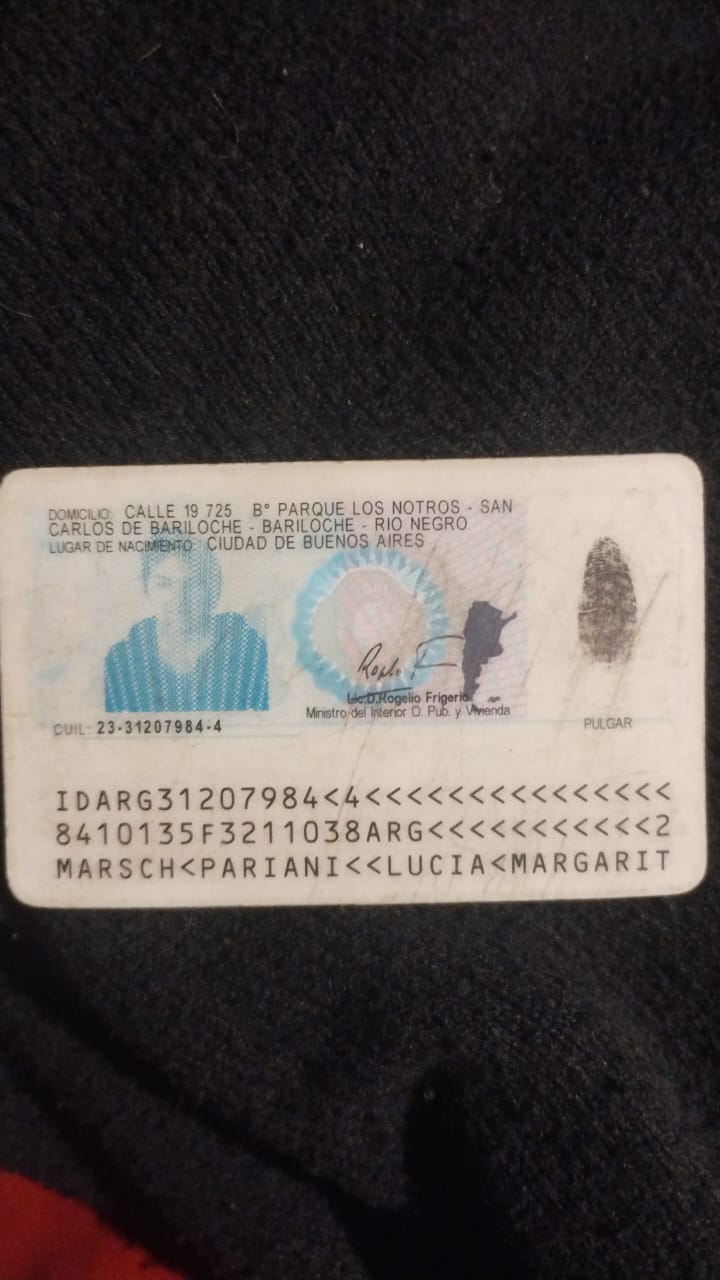 DOMICILIO: CALLE 19 725 B° PARQUE LOS NOTROS - SAN
CARLOS DE BARILOCHE - BARILOCHE - RIO NEGRO
LUGAR DE NACIMIENTO: CIUDAD DE BUENOS AIRES
Lic.D.Rogelio Frigerio
Ministro del Interior O. Pub. y Vivienda
CUIL: 23-31207984-4
PULGAR
IDARG31207984<4<<<<<<<<<<<<<<<
8410135F3211038ARG<<<<<<<<<<<2
MARSCH<PARIANI<<LUCIA<MARGARIT